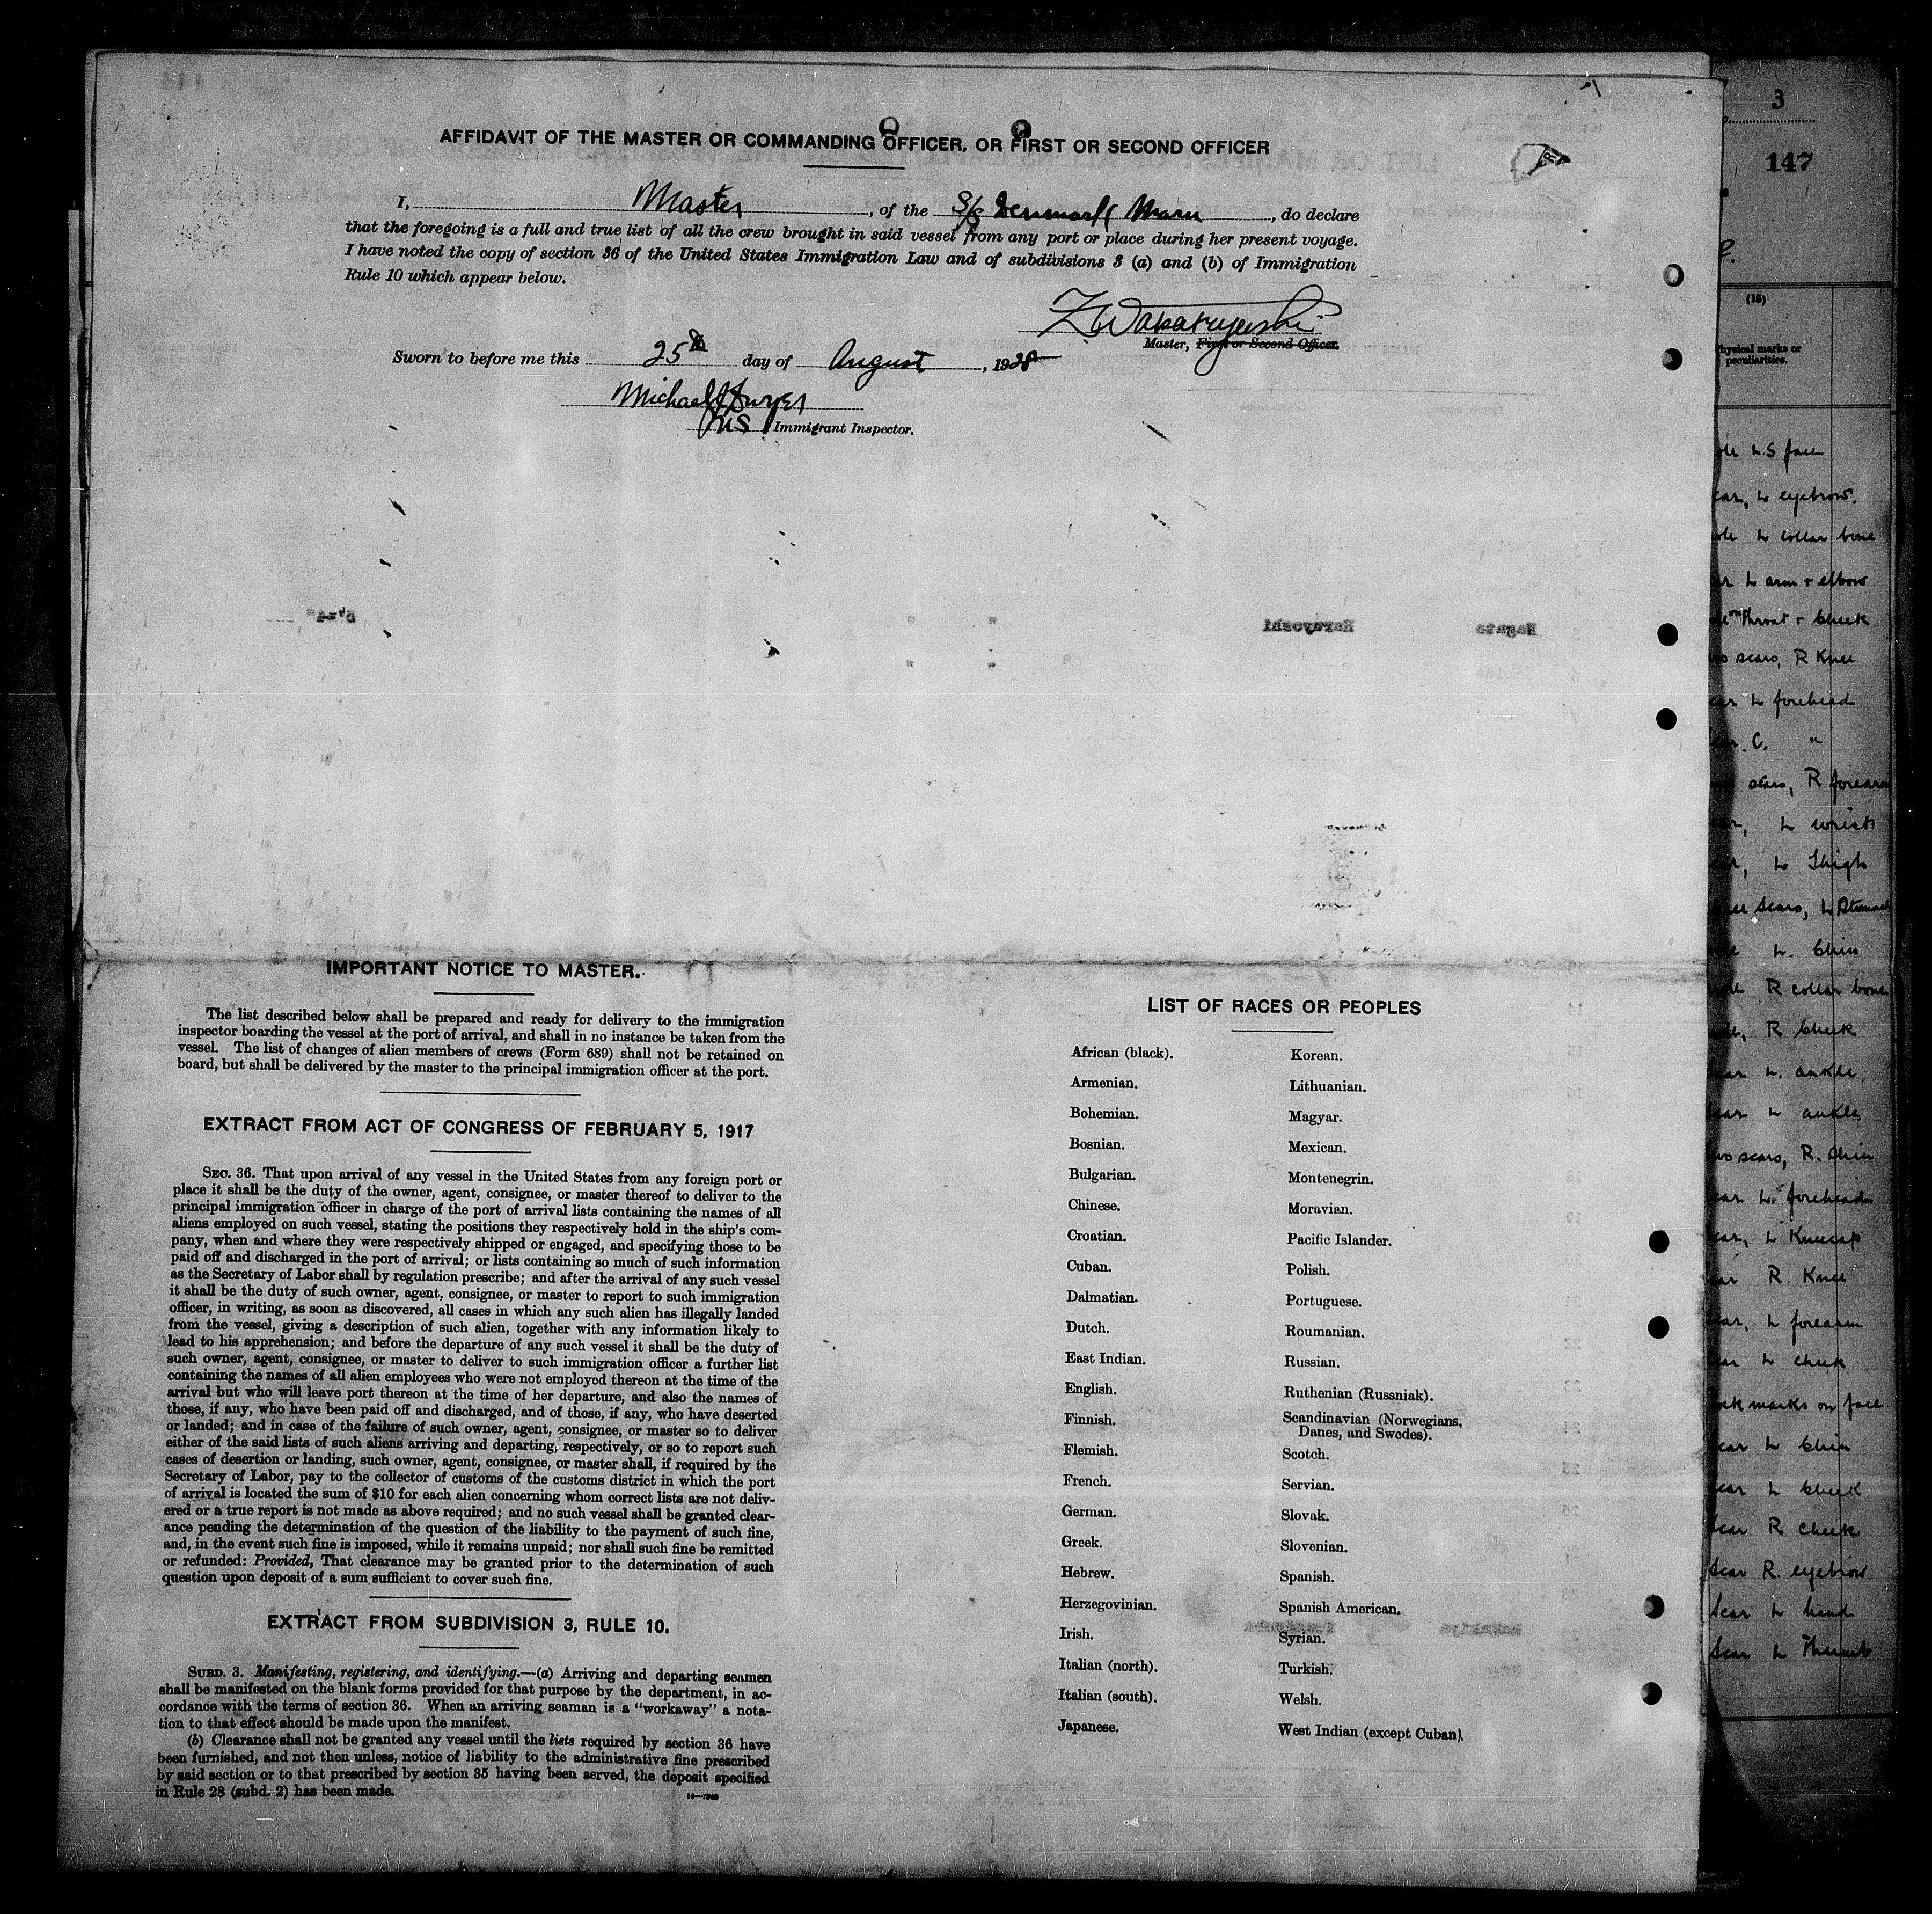 AFFIDAVIT OF THE MASTER OR COMMANDING OFFICER, OR FIRST OR SECOND OFFICER
I, Master, of the S/S Denmark Maru, do declare
that the foregoing is a full and true list of all the crew brought in said vessel from any port or place during her present voyage.
I have noted the copy of section 36 of the United States Immigration Law and of subdivisions 3 (a) and (b) of Immigration
Rule 10 which appear below.
Master, First or Second Officer.
Sworn to before me this 25th day of August, 1928
Michael J Dwyer
US Immigrant Inspector.
IMPORTANT NOTICE TO MASTER.
The list described below shall be prepared and ready for delivery to the immigration
inspector boarding the vessel at the port of arrival, and shall in no instance be taken from the
vessel. The list of changes of alien members of crews (Form 689) shall not be retained on
board, but shall be delivered by the master to the principal immigration officer at the port.
EXTRACT FROM ACT OF CONGRESS OF FEBRUARY 5, 1917
SEC. 36. That upon arrival of any vessel in the United States from any foreign port or
place it shall be the duty of the owner, agent, consignee, or master thereof to deliver to the
principal immigration officer in charge of the port of arrival lists containing the names of all
aliens employed on such vessel, stating the positions they respectively hold in the ship's com-
pany, when and where they were respectively shipped or engaged, and specifying those to be
paid off and discharged in the port of arrival; or lists containing so much of such information
as the Secretary of Labor shall by regulation prescribe; and after the arrival of any such vessel
it shall be the duty of such owner, agent, consignee, or master to report to such immigration
officer, in writing, as soon as discovered, all cases in which any such alien has illegally landed
from the vessel, giving a description of such alien, together with any information likely to
lead to his apprehension; and before the departure of any such vessel it shall be the duty of
such owner, agent, consignee, or master to deliver to such immigration officer a further list
containing the names of all alien employees who were not employed thereon at the time of the
arrival but who will leave port thereon at the time of her departure, and also the names of
those, if any, who have been paid off and discharged, and of those, if any, who have deserted
or landed; and in case of the failure of such owner, agent, consignee, or master so to deliver
either of the said lists of such aliens arriving and departing, respectively, or so to report such
cases of desertion or landing, such owner, agent, consignee, or master shall, if required by the
Secretary of Labor, pay to the collector of customs of the customs district in which the port
of arrival is located the sum of $10 for each alien concerning whom correct lists are not deliv-
ered or a true report is not made as above required; and no such vessel shall be granted clear-
ance pending the determination of the question of the liability to the payment of such fine,
and, in the event such fine is imposed, while it remains unpaid; nor shall such fine be remitted
or refunded: Provided, That clearance may be granted prior to the determination of such
question upon deposit of a sum sufficient to cover such fine.
EXTRACT FROM SUBDIVISION 3, RULE 10.
SUBD. 3. Manifesting, registering, and identifying.—(a) Arriving and departing seamen
shall be manifested on the blank forms provided for that purpose by the department, in ac-
cordance with the terms of section 36. When an arriving seaman is a "workaway" a nota-
tion to that effect should be made upon the manifest.
(b) Clearance shall not be granted any vessel until the lists required by section 36 have
been furnished, and not then unless, notice of liability to the administrative fine prescribed
by said section or to that prescribed by section 35 having been served, the deposit specified
in Rule 28 (subd. 2) has been made.
LIST OF RACES OR PEOPLES
African (black).
Armenian.
Bohemian.
Bosnian.
Bulgarian.
Chinese.
Croatian.
Cuban.
Dalmatian.
Dutch.
East Indian.
English.
Finnish.
Flemish.
French.
German.
Greek.
Hebrew.
Herzegovinian.
Irish.
Italian (north).
Italian (south).
Japanese.
Korean.
Lithuanian.
Magyar.
Mexican.
Montenegrin.
Moravian.
Pacific Islander.
Polish.
Portuguese.
Roumanian.
Russian.
Ruthenian (Russniak).
Scandinavian (Norwegians,
Danes, and Swedes).
Scotch.
Servian.
Slovak.
Slovenian.
Spanish.
Spanish American.
Syrian.
Turkish.
Welsh.
West Indian (except Cuban).
3
147
(15)
Physical marks or
peculiarities.
L.S face
L eyebrow.
L collar bone
L arm + elbow
on Throat + Cheek
scars, R Knee
L forehead
C. "
R forearm
L wrist
L Thigh
scars, L Stomach
L. Chin
R collar bone
R Cheek
L. ankle
L ankle
scars, R. Shin
L. forehead
L Kneecap
R. Knee
L forearm
L cheek
marks on face
L Chin
L Cheek
Scar R Cheek
Scar R. eyebrow
Scar L hand
Scar L Thumb